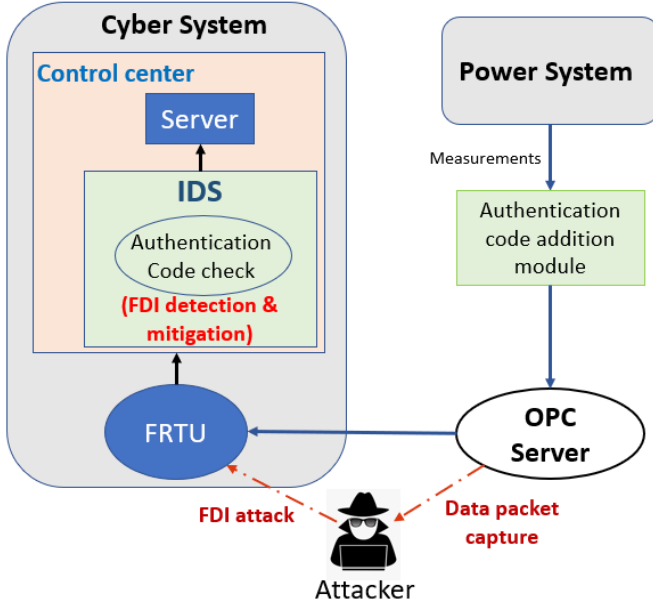 Cyber System
Control center
Server
IDS
Authentication
Code check
(FDI detection &
mitigation)
FRTU
Power System
Measurements
Authentication
code addition
module
OPC
Server
FDI attack
Data packet
capture
Attacker